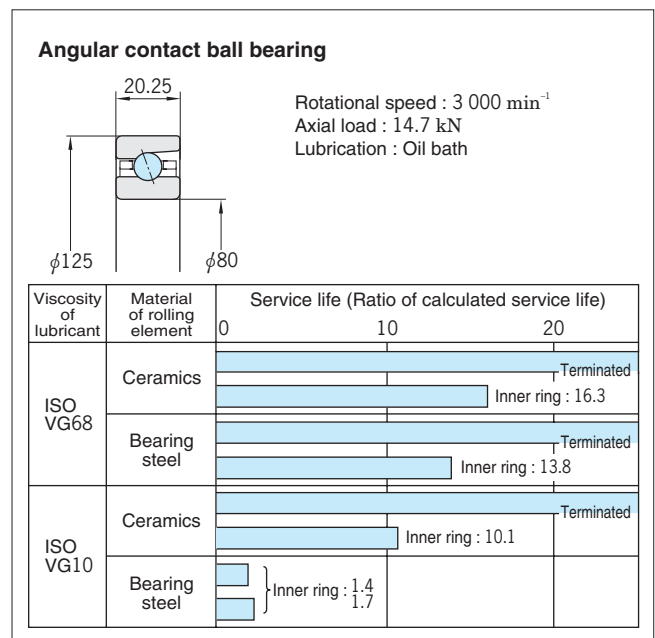 Angular contact ball bearing
20.25
Rotational speed : 3 000 min⁻¹
Axial load : 14.7 kN
Lubrication : Oil bath
ϕ125
ϕ80
Viscosity of lubricant
Material of rolling element
Service life (Ratio of calculated service life)
0 10 20
ISO VG68
Ceramics
Terminated
Inner ring : 16.3
Bearing steel
Terminated
Inner ring : 13.8
ISO VG10
Ceramics
Terminated
Inner ring : 10.1
Bearing steel
Inner ring : 1.4
1.7